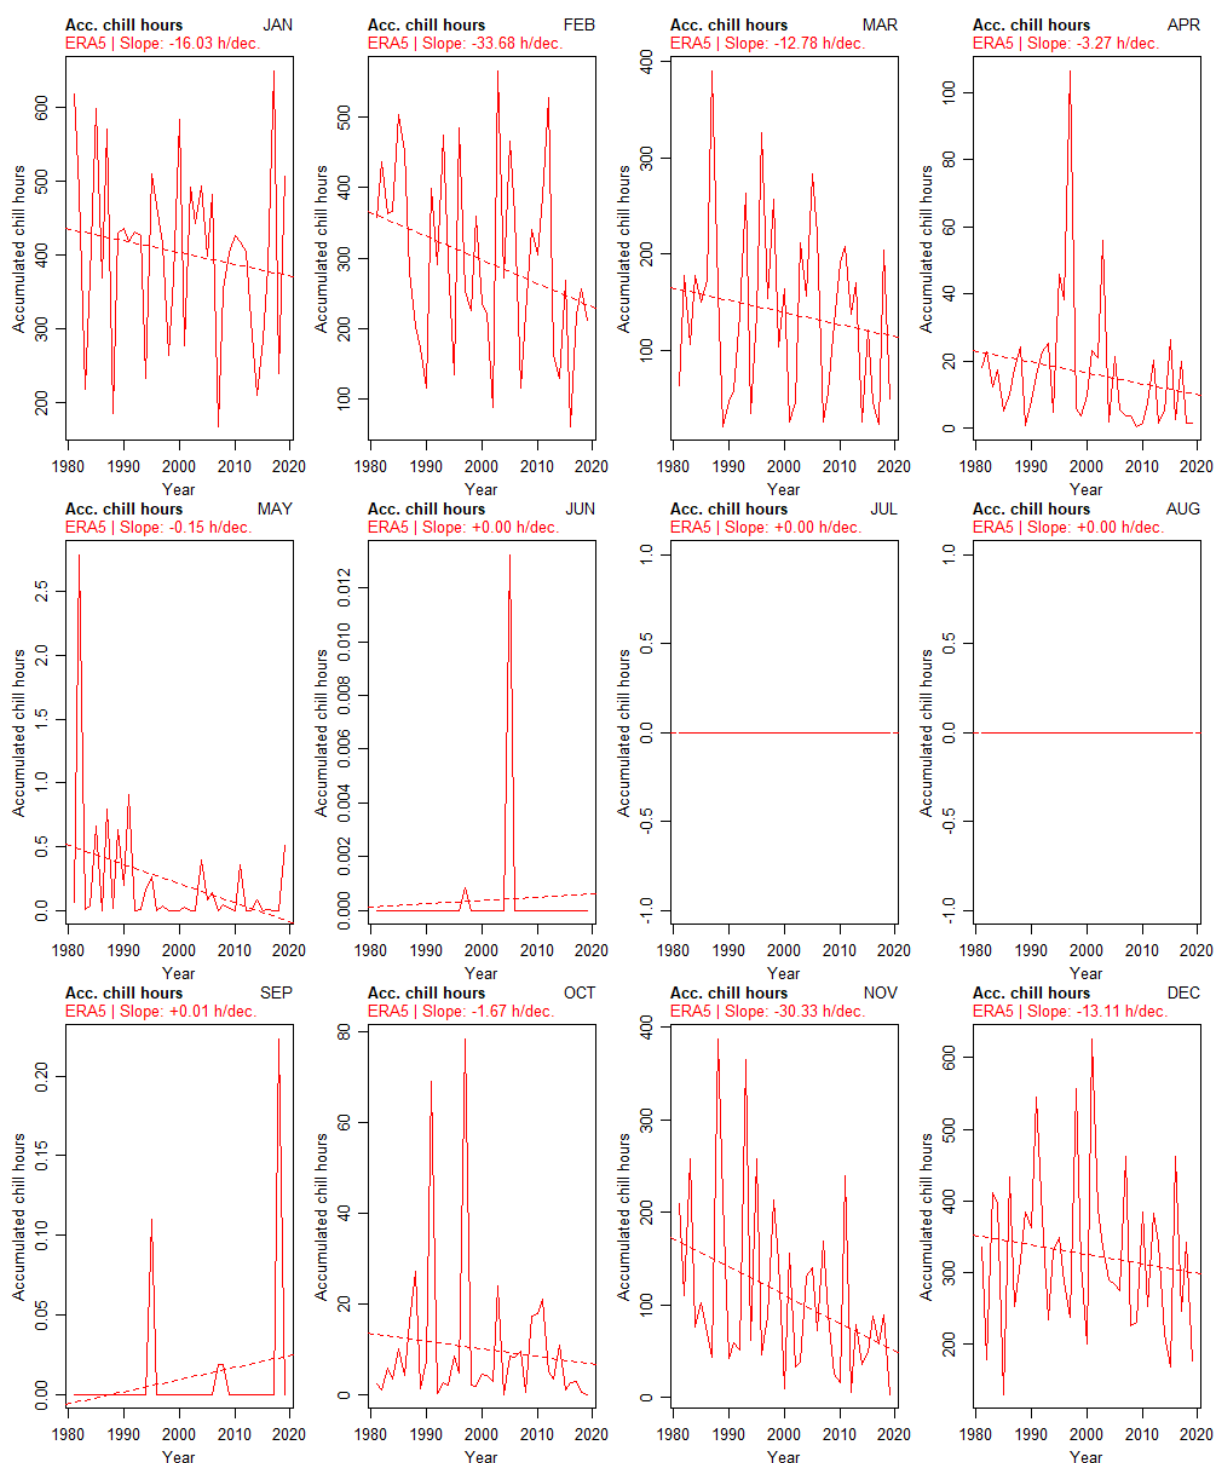 Acc. chill hours JAN
ERA5 | Slope: -16.03 h/dec.
Accumulated chill hours
600
500
400
300
200
1980 1990 2000 2010 2020
Year
Acc. chill hours FEB
ERA5 | Slope: -33.68 h/dec.
Accumulated chill hours
500
400
300
200
100
1980 1990 2000 2010 2020
Year
Acc. chill hours MAR
ERA5 | Slope: -12.78 h/dec.
Accumulated chill hours
400
300
200
100
1980 1990 2000 2010 2020
Year
Acc. chill hours APR
ERA5 | Slope: -3.27 h/dec.
Accumulated chill hours
100
80
60
40
20
0
1980 1990 2000 2010 2020
Year
Acc. chill hours MAY
ERA5 | Slope: -0.15 h/dec.
Accumulated chill hours
2.5
2.0
1.5
1.0
0.5
0.0
1980 1990 2000 2010 2020
Year
Acc. chill hours JUN
ERA5 | Slope: +0.00 h/dec.
Accumulated chill hours
0.012
0.010
0.008
0.006
0.004
0.002
0.000
1980 1990 2000 2010 2020
Year
Acc. chill hours JUL
ERA5 | Slope: +0.00 h/dec.
Accumulated chill hours
1.0
0.5
0.0
-0.5
-1.0
1980 1990 2000 2010 2020
Year
Acc. chill hours AUG
ERA5 | Slope: +0.00 h/dec.
Accumulated chill hours
1.0
0.5
0.0
-0.5
-1.0
1980 1990 2000 2010 2020
Year
Acc. chill hours SEP
ERA5 | Slope: +0.01 h/dec.
Accumulated chill hours
0.20
0.15
0.10
0.05
0.00
1980 1990 2000 2010 2020
Year
Acc. chill hours OCT
ERA5 | Slope: -1.67 h/dec.
Accumulated chill hours
80
60
40
20
0
1980 1990 2000 2010 2020
Year
Acc. chill hours NOV
ERA5 | Slope: -30.33 h/dec.
Accumulated chill hours
400
300
200
100
0
1980 1990 2000 2010 2020
Year
Acc. chill hours DEC
ERA5 | Slope: -13.11 h/dec.
Accumulated chill hours
600
500
400
300
200
1980 1990 2000 2010 2020
Year